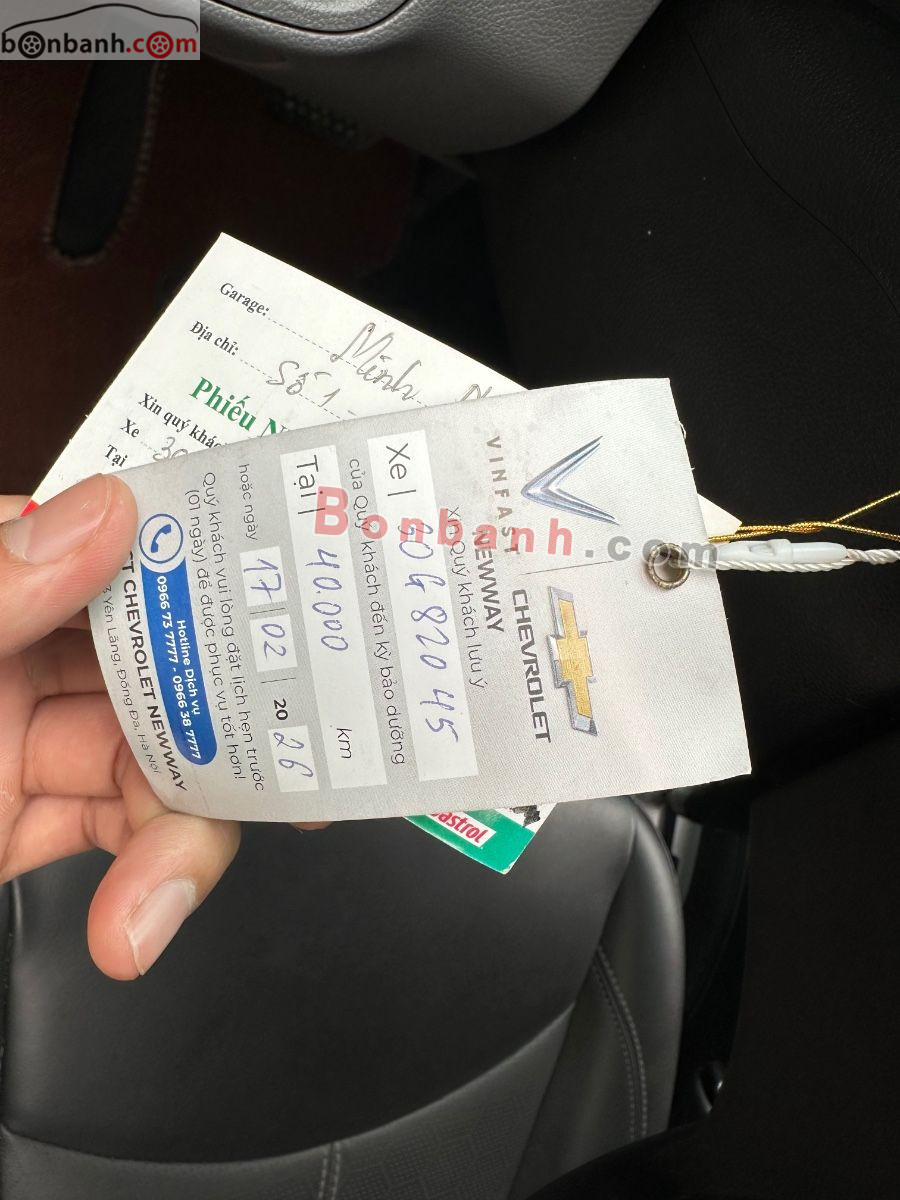 bonbanh.com
Garage: Minh
Địa chỉ: Số 1
Phiếu
Xin quý khác
Xe 30
Tại
VINFAST CHEVROLET
NEWWAY
Xin Quý khách lưu ý
Xe | 30G 820 45
của Quý khách đến kỳ bảo dưỡng
Tại | 40.000 km
hoặc ngày 17 | 02 | 20 26
Quý khách vui lòng đặt lịch hẹn trước
(01 ngày) để được phục vụ tốt hơn!
Hotline Dịch vụ
0966 73 7777 - 0966 38 7777
CHEVROLET NEWWAY
Yên Lãng, Đống Đa, Hà Nội
Castrol
Bonbanh.com